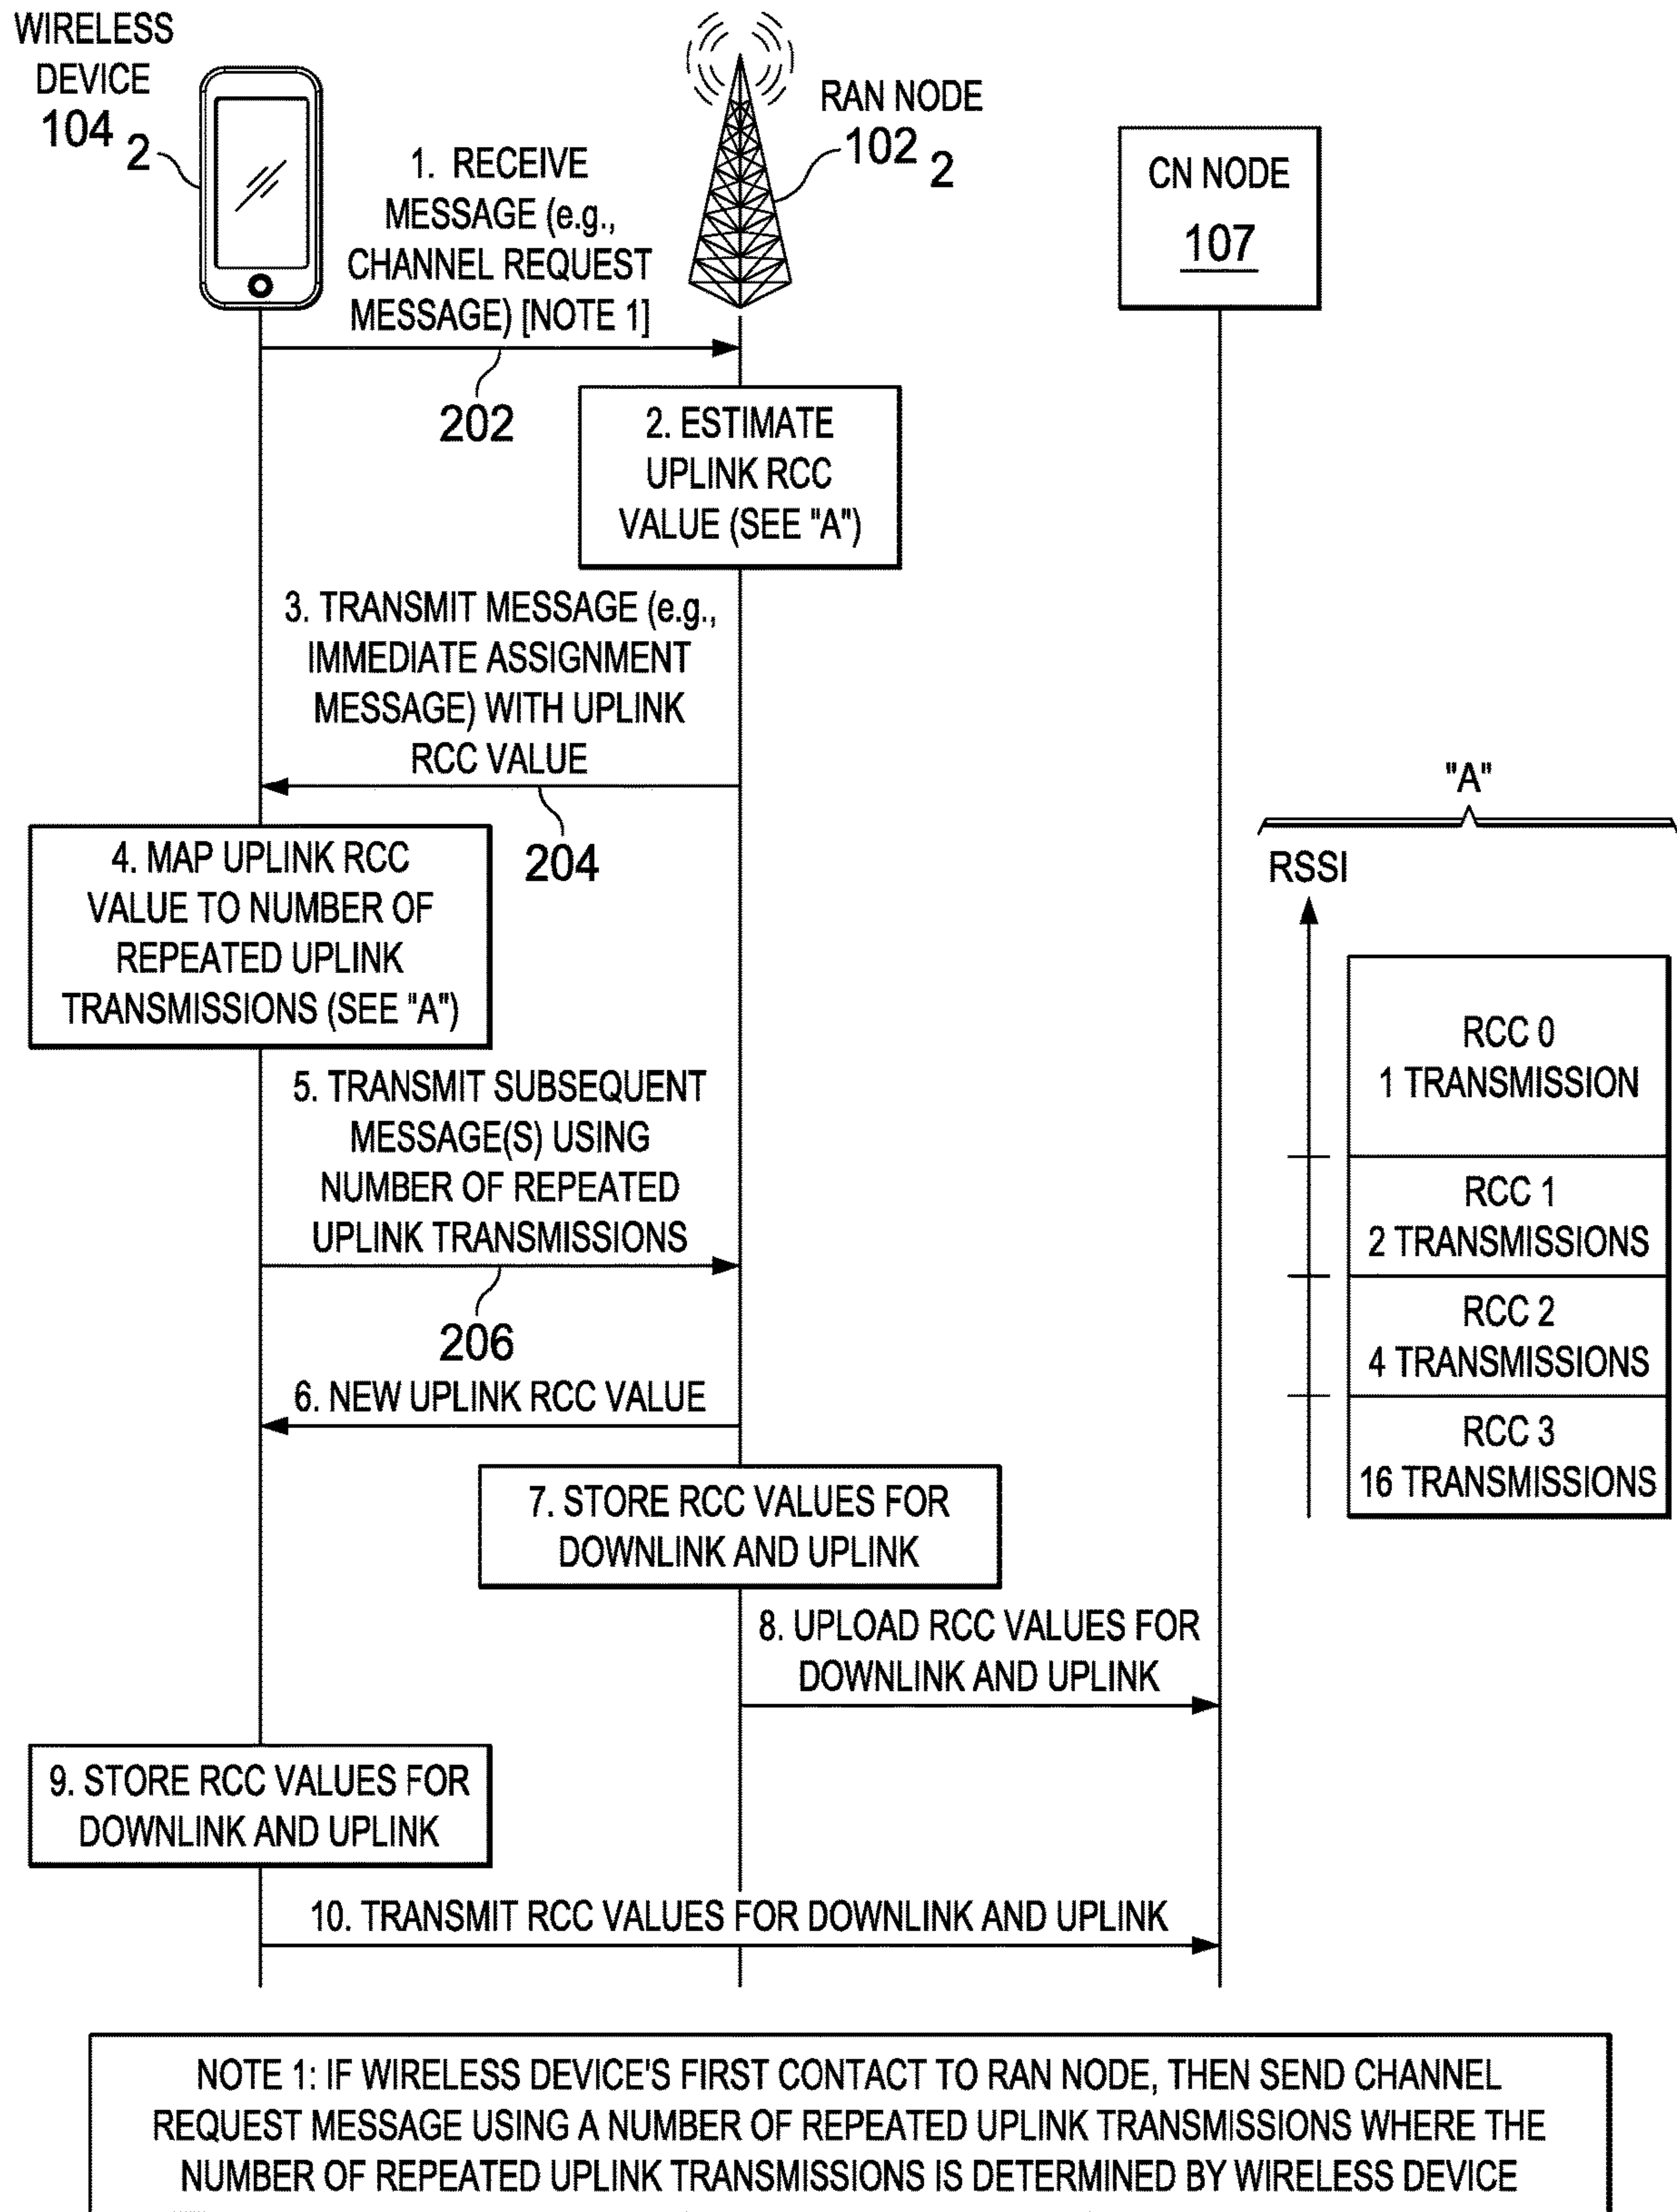 WIRELESS
DEVICE
104 2
RAN NODE
102 2
CN NODE
107
1. RECEIVE
MESSAGE (e.g.,
CHANNEL REQUEST
MESSAGE) [NOTE 1]
202
2. ESTIMATE
UPLINK RCC
VALUE (SEE "A")
3. TRANSMIT MESSAGE (e.g.,
IMMEDIATE ASSIGNMENT
MESSAGE) WITH UPLINK
RCC VALUE
204
4. MAP UPLINK RCC
VALUE TO NUMBER OF
REPEATED UPLINK
TRANSMISSIONS (SEE "A")
5. TRANSMIT SUBSEQUENT
MESSAGE(S) USING
NUMBER OF REPEATED
UPLINK TRANSMISSIONS
206
6. NEW UPLINK RCC VALUE
7. STORE RCC VALUES FOR
DOWNLINK AND UPLINK
8. UPLOAD RCC VALUES FOR
DOWNLINK AND UPLINK
9. STORE RCC VALUES FOR
DOWNLINK AND UPLINK
10. TRANSMIT RCC VALUES FOR DOWNLINK AND UPLINK
"A"
RSSI
RCC 0
1 TRANSMISSION
RCC 1
2 TRANSMISSIONS
RCC 2
4 TRANSMISSIONS
RCC 3
16 TRANSMISSIONS
NOTE 1: IF WIRELESS DEVICE'S FIRST CONTACT TO RAN NODE, THEN SEND CHANNEL
REQUEST MESSAGE USING A NUMBER OF REPEATED UPLINK TRANSMISSIONS WHERE THE
NUMBER OF REPEATED UPLINK TRANSMISSIONS IS DETERMINED BY WIRELESS DEVICE